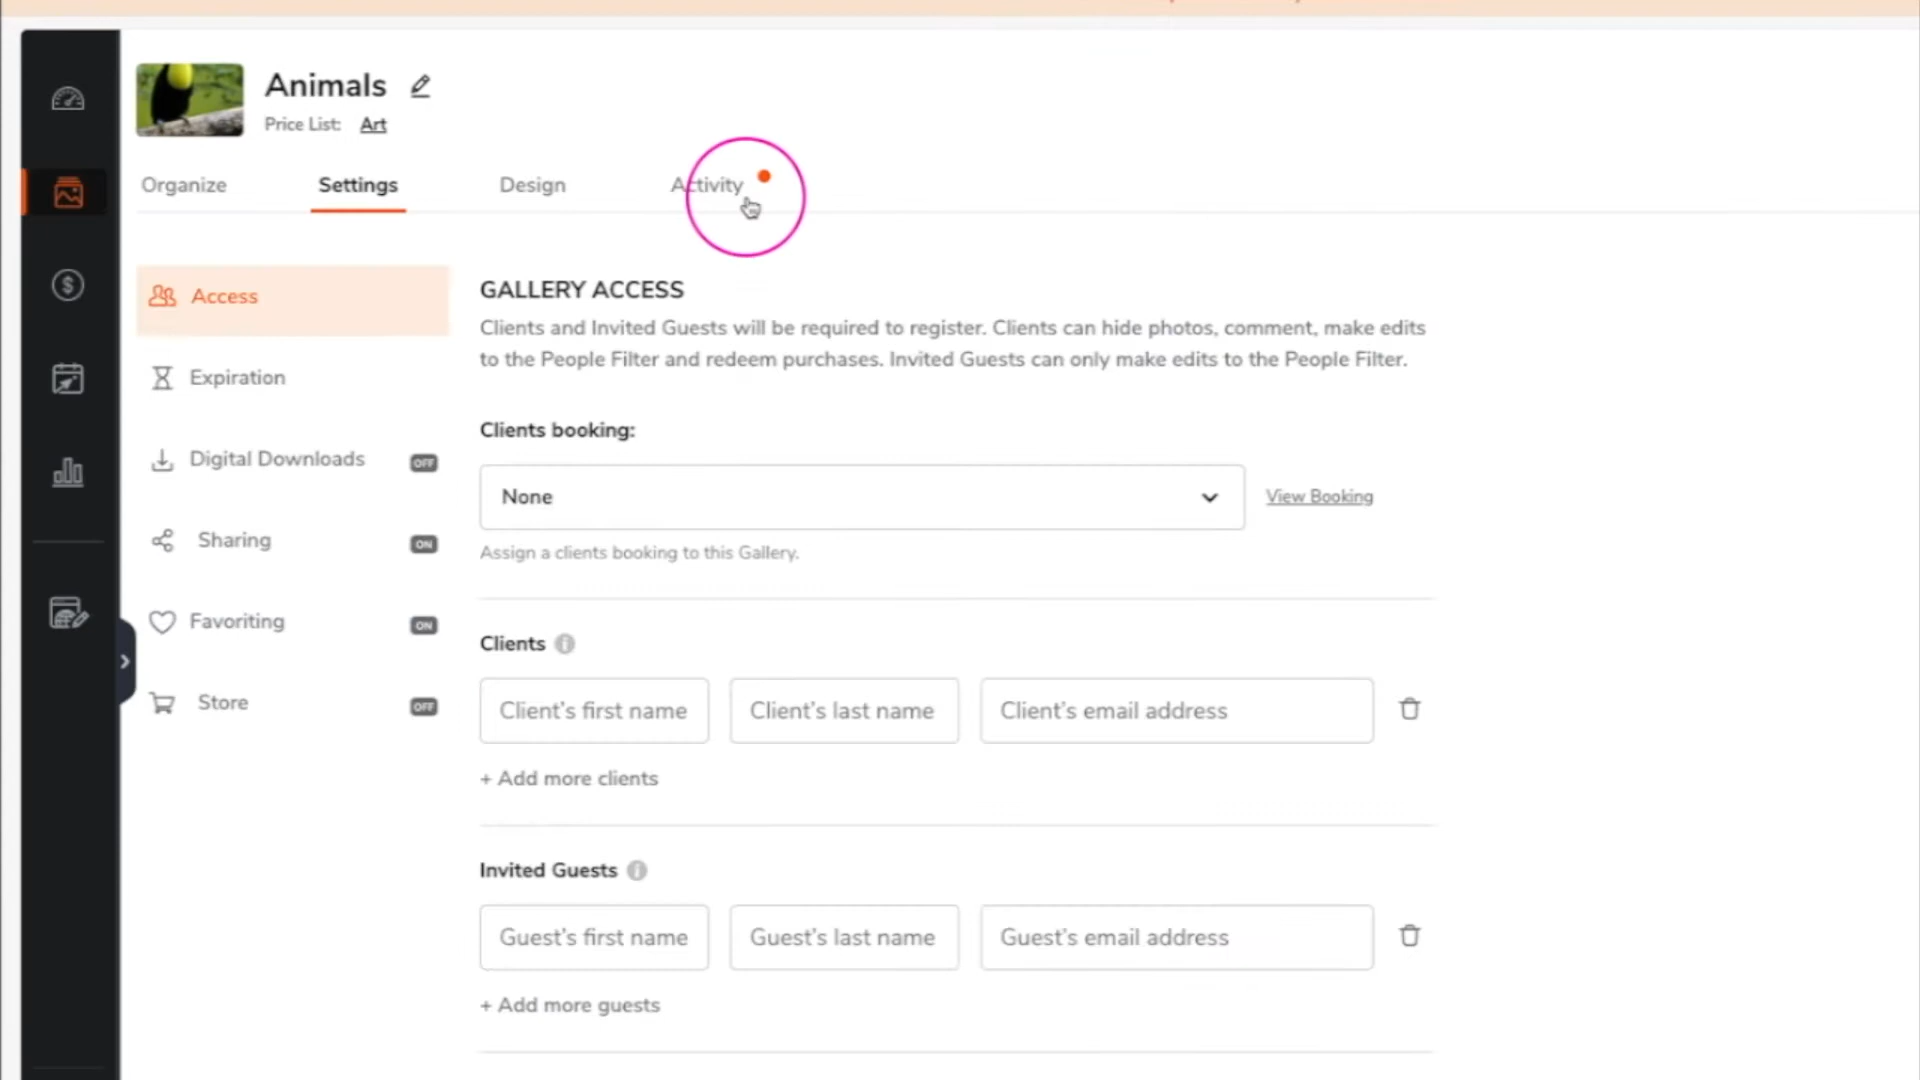 Animals
Price List: Art
Organize
Settings
Design
Activity
Access
Expiration
Digital Downloads
OFF
Sharing
ON
Favoriting
ON
Store
OFF
GALLERY ACCESS
Clients and Invited Guests will be required to register. Clients can hide photos, comment, make edits
to the People Filter and redeem purchases. Invited Guests can only make edits to the People Filter.
Clients booking:
None
View Booking
Assign a clients booking to this Gallery.
Clients
Client's first name
Client's last name
Client's email address
+ Add more clients
Invited Guests
Guest's first name
Guest's last name
Guest's email address
+ Add more guests